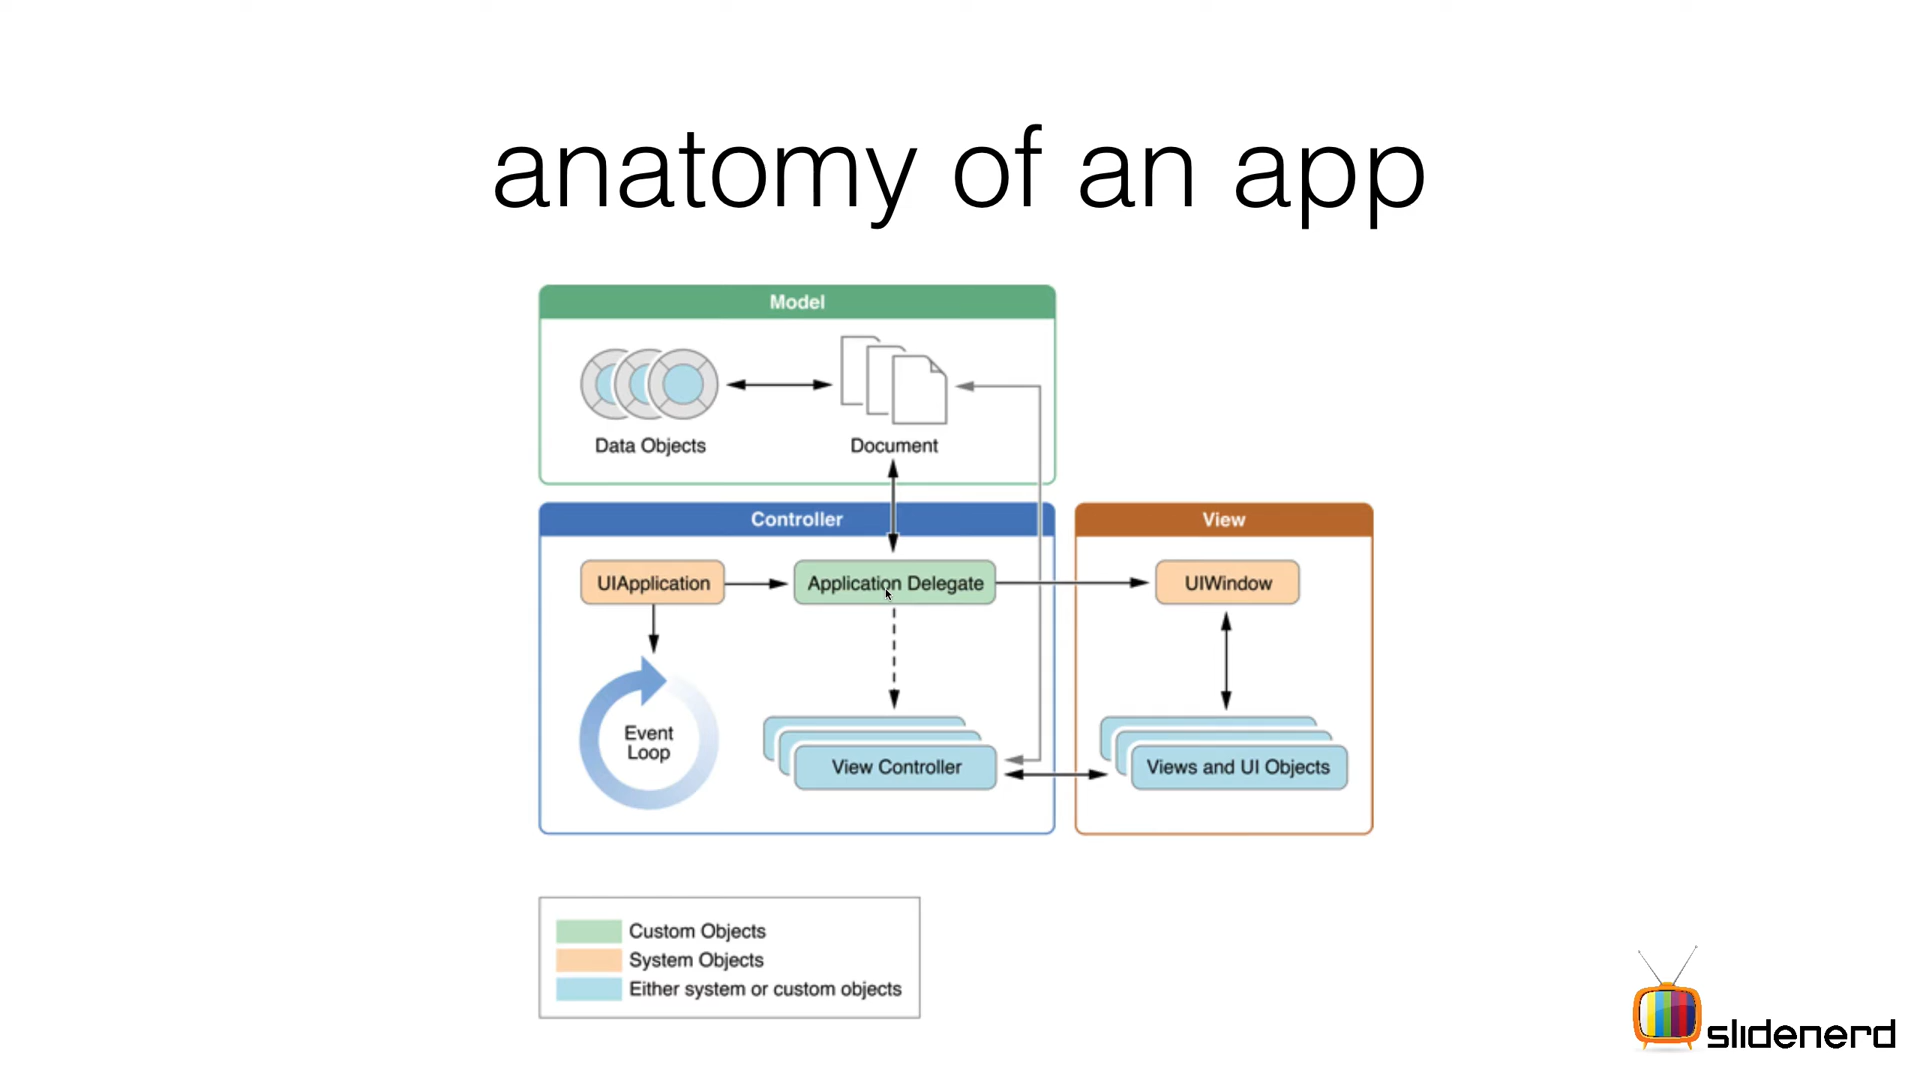 anatomy of an app
Model
Data Objects
Document
Controller
View
UIApplication
Application Delegate
UIWindow
Event
Loop
View Controller
Views and UI Objects
Custom Objects
System Objects
Either system or custom objects
slidenerd